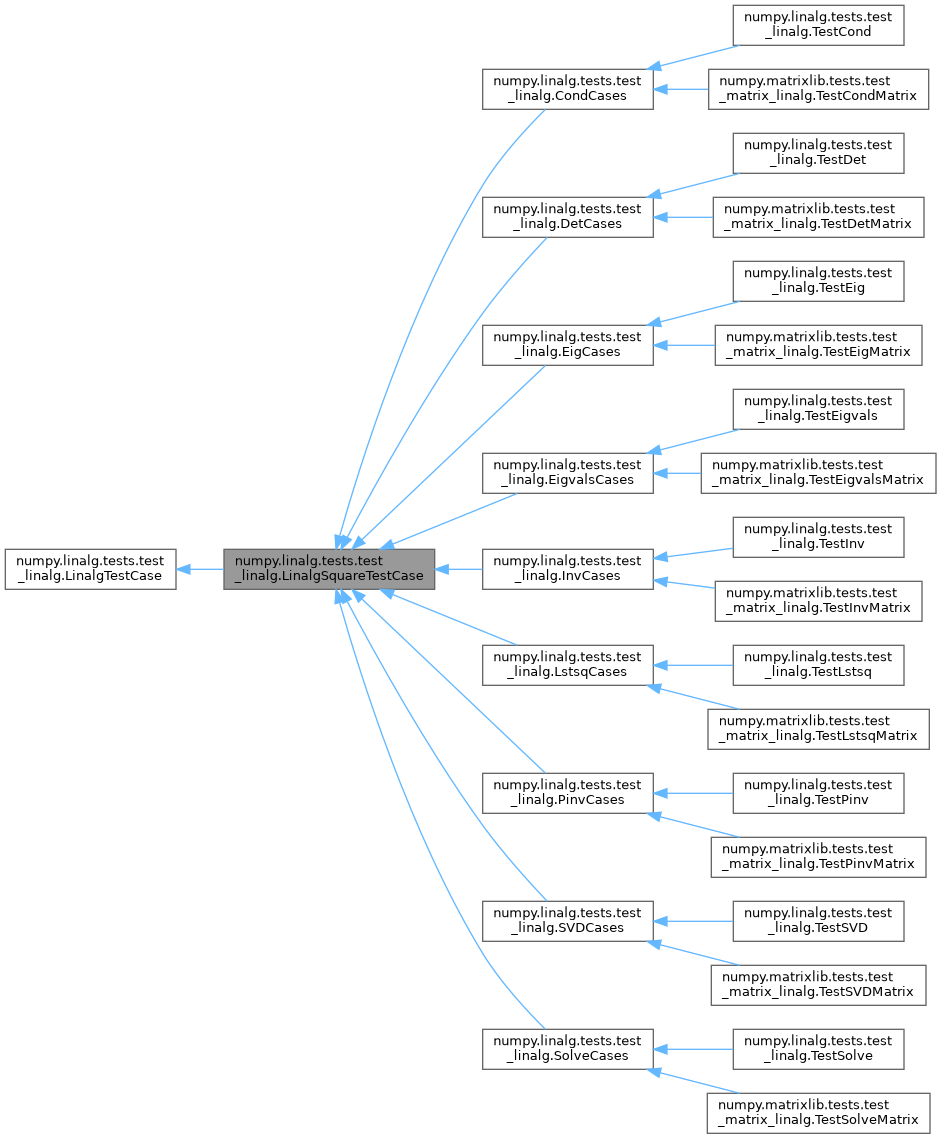 numpy.linalg.tests.test
_linalg.TestCond
numpy.linalg.tests.test
_linalg.CondCases
numpy.matrixlib.tests.test
_matrix_linalg.TestCondMatrix
numpy.linalg.tests.test
_linalg.TestDet
numpy.linalg.tests.test
_linalg.DetCases
numpy.matrixlib.tests.test
_matrix_linalg.TestDetMatrix
numpy.linalg.tests.test
_linalg.TestEig
numpy.linalg.tests.test
_linalg.EigCases
numpy.matrixlib.tests.test
_matrix_linalg.TestEigMatrix
numpy.linalg.tests.test
_linalg.TestEigvals
numpy.linalg.tests.test
_linalg.EigvalsCases
numpy.matrixlib.tests.test
_matrix_linalg.TestEigvalsMatrix
numpy.linalg.tests.test
_linalg.TestInv
numpy.linalg.tests.test
_linalg.LinalgTestCase
numpy.linalg.tests.test
_linalg.LinalgSquareTestCase
numpy.linalg.tests.test
_linalg.InvCases
numpy.matrixlib.tests.test
_matrix_linalg.TestInvMatrix
numpy.linalg.tests.test
_linalg.LstsqCases
numpy.linalg.tests.test
_linalg.TestLstsq
numpy.matrixlib.tests.test
_matrix_linalg.TestLstsqMatrix
numpy.linalg.tests.test
_linalg.PinvCases
numpy.linalg.tests.test
_linalg.TestPinv
numpy.matrixlib.tests.test
_matrix_linalg.TestPinvMatrix
numpy.linalg.tests.test
_linalg.SVDCases
numpy.linalg.tests.test
_linalg.TestSVD
numpy.matrixlib.tests.test
_matrix_linalg.TestSVDMatrix
numpy.linalg.tests.test
_linalg.SolveCases
numpy.linalg.tests.test
_linalg.TestSolve
numpy.matrixlib.tests.test
_matrix_linalg.TestSolveMatrix